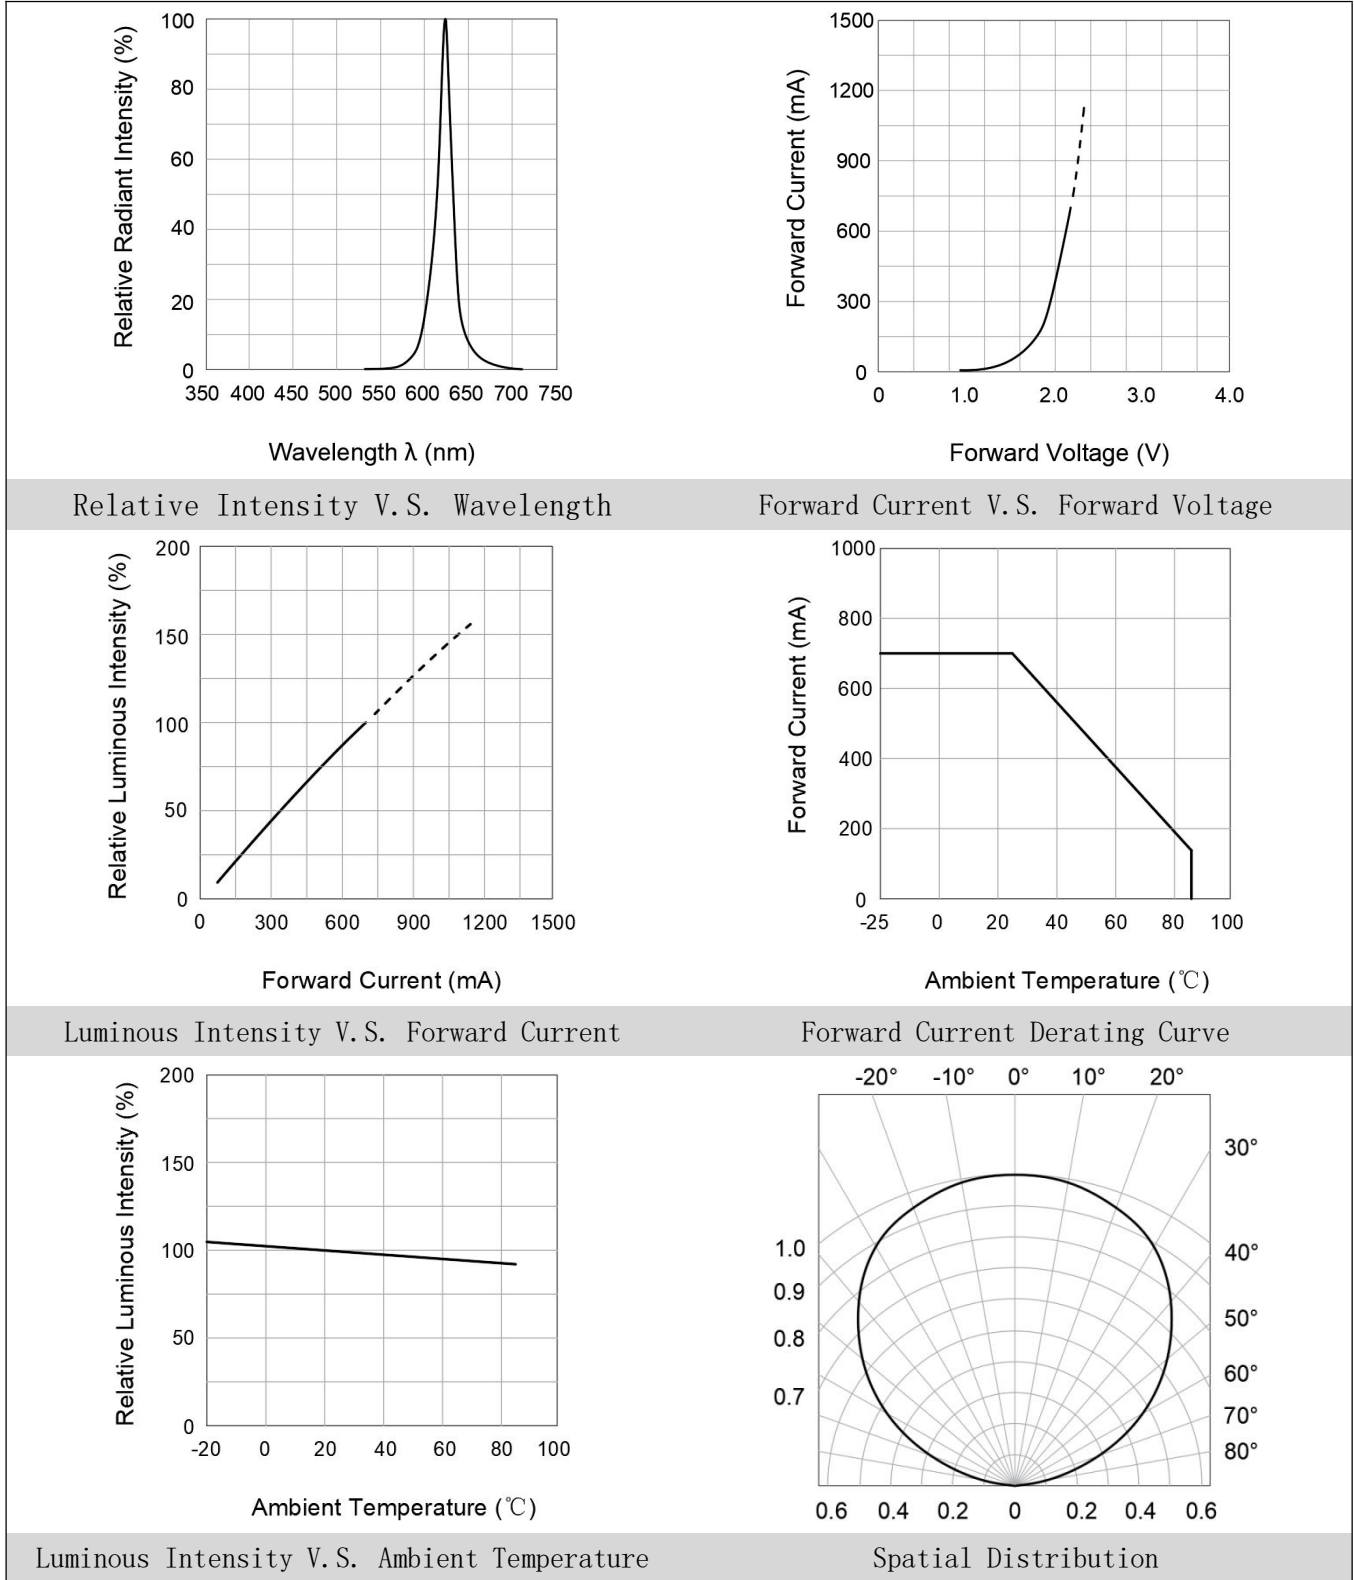 100
80
60
40
20
0
Relative Radiant Intensity (%)
350 400 450 500 550 600 650 700 750
Wavelength λ (nm)
Relative Intensity V.S. Wavelength
1500
1200
900
600
300
0
Forward Current (mA)
0 1.0 2.0 3.0 4.0
Forward Voltage (V)
Forward Current V.S. Forward Voltage
200
150
100
50
0
Relative Luminous Intensity (%)
0 300 600 900 1200 1500
Forward Current (mA)
Luminous Intensity V.S. Forward Current
1000
800
600
400
200
0
Forward Current (mA)
-25 0 20 40 60 80 100
Ambient Temperature (℃)
Forward Current Derating Curve
200
150
100
50
0
Relative Luminous Intensity (%)
-20 0 20 40 60 80 100
Ambient Temperature (℃)
Luminous Intensity V.S. Ambient Temperature
-20° -10° 0° 10° 20°
30°
40°
50°
60°
70°
80°
1.0
0.9
0.8
0.7
0.6 0.4 0.2 0 0.2 0.4 0.6
Spatial Distribution